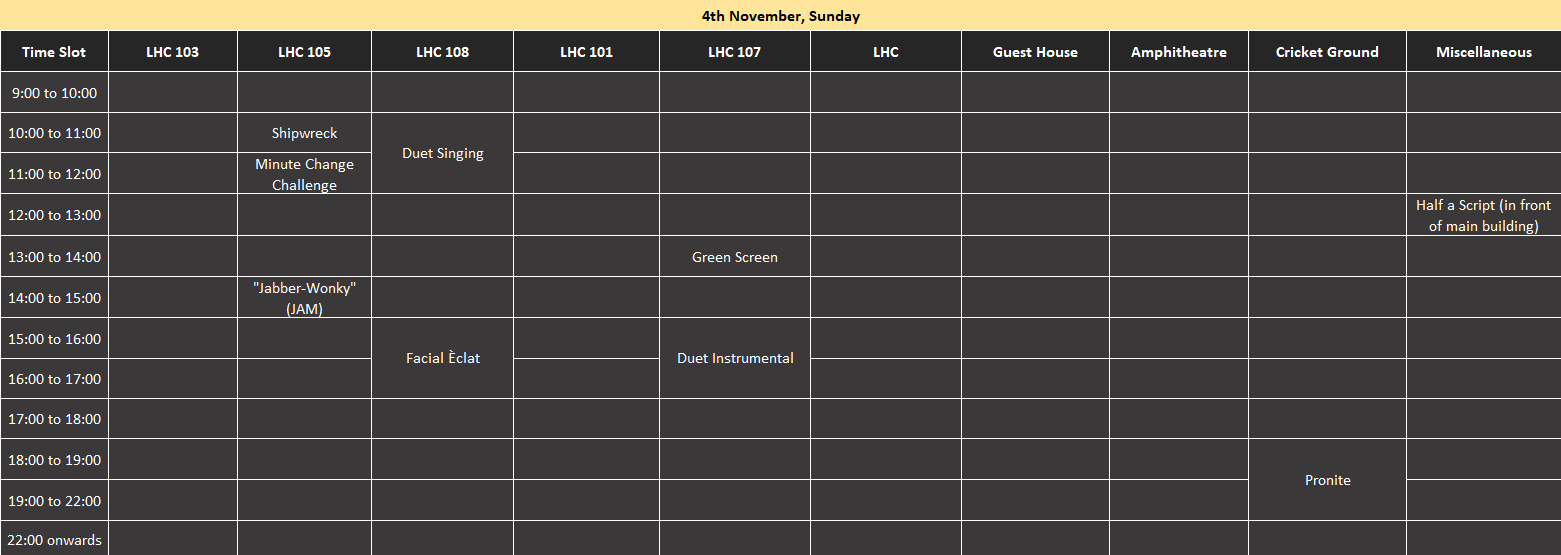 4th November, Sunday
Time Slot LHC 103 LHC 105 LHC 108 LHC 101 LHC 107 LHC Guest House Amphitheatre Cricket Ground Miscellaneous
9:00 to 10:00
10:00 to 11:00 Shipwreck
Duet Singing
11:00 to 12:00 Minute Change
Challenge
12:00 to 13:00 Half a Script (in front
of main building)
13:00 to 14:00 Green Screen
14:00 to 15:00 "Jabber-Wonky"
(JAM)
15:00 to 16:00
Facial Èclat Duet Instrumental
16:00 to 17:00
17:00 to 18:00
18:00 to 19:00
Pronite
19:00 to 22:00
22:00 onwards